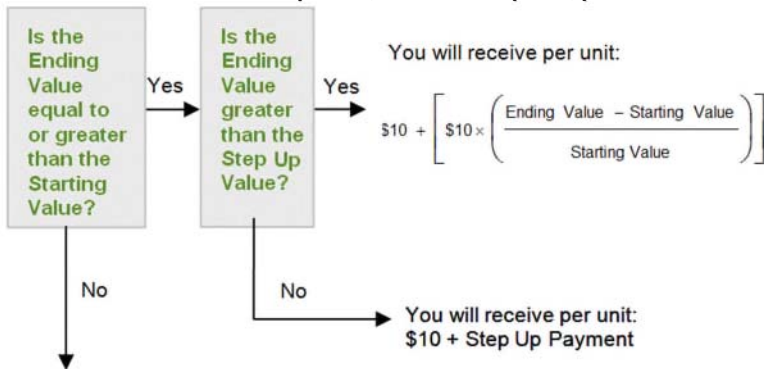 Is the
Ending
Value
equal to
or greater
than the
Starting
Value?
Yes
Is the
Ending
Value
greater
than the
Step Up
Value?
Yes
You will receive per unit:
$10 + [ $10 × ( Ending Value – Starting Value
Starting Value ) ]
No
No
You will receive per unit:
$10 + Step Up Payment